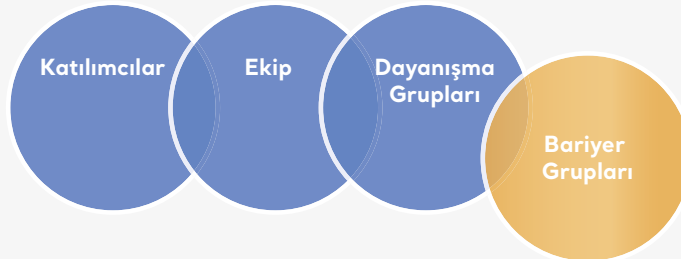 Katılımcılar
Ekip
Dayanışma
Grupları
Bariyer
Grupları